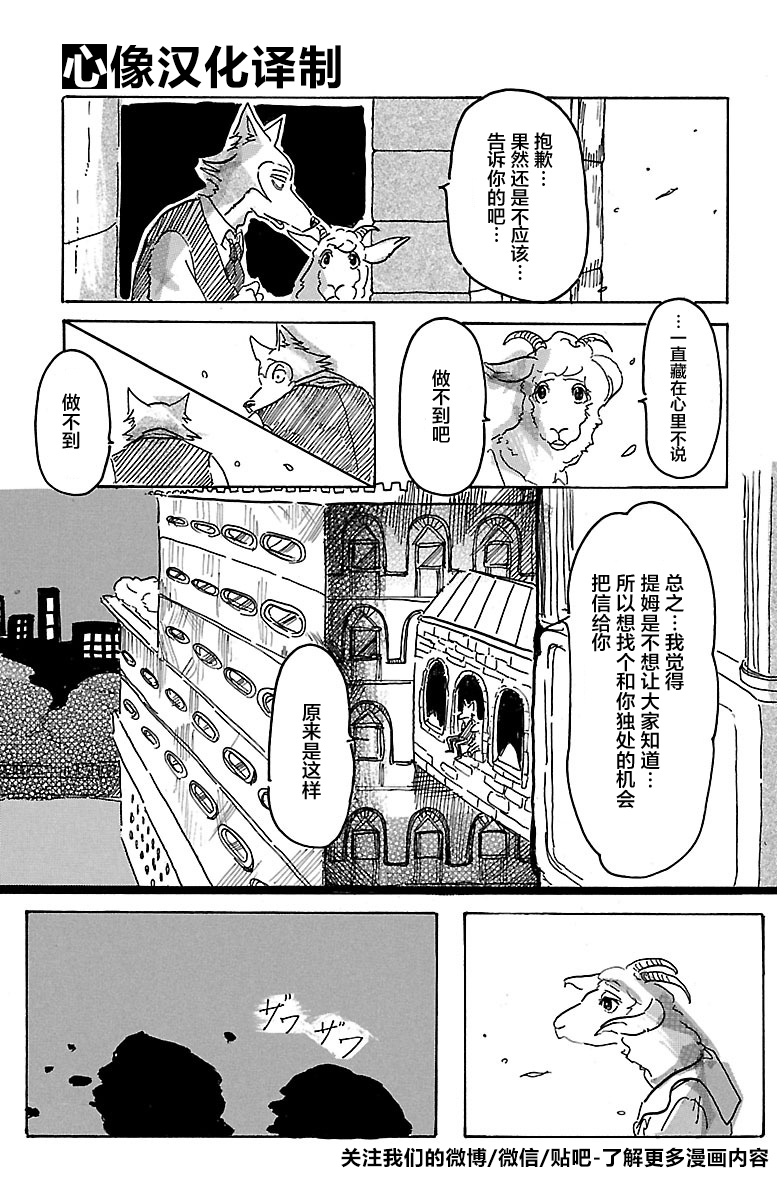 心像汉化译制
抱歉…
果然还是不应该…
告诉你的吧…
…一直藏在心里不说
做不到吧
做不到
总之…我觉得
提姆是不想让大家知道…
所以想找个和你独处的机会
把信给你
原来是这样
ザワ
ザワ
关注我们的微博/微信/贴吧-了解更多漫画内容